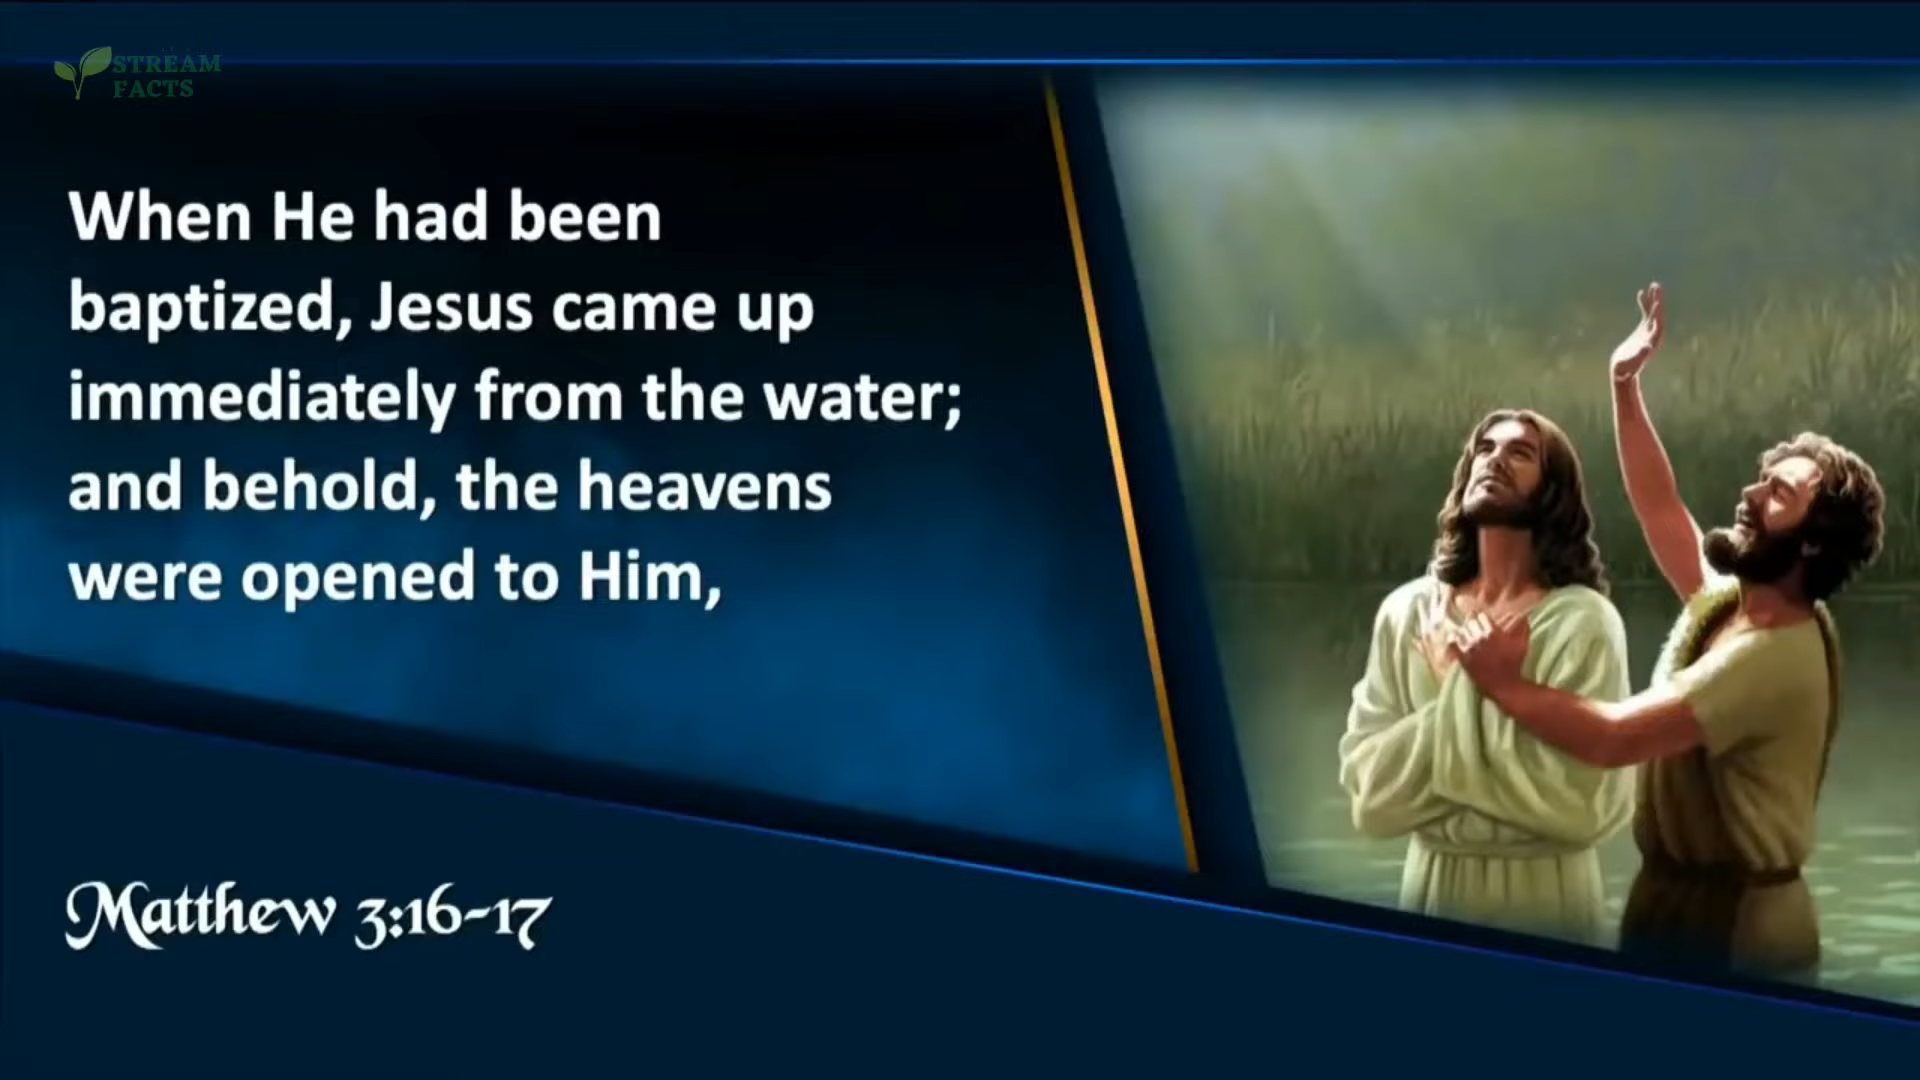 STREAM
FACTS
When He had been
baptized, Jesus came up
immediately from the water;
and behold, the heavens
were opened to Him,
Matthew 3:16-17